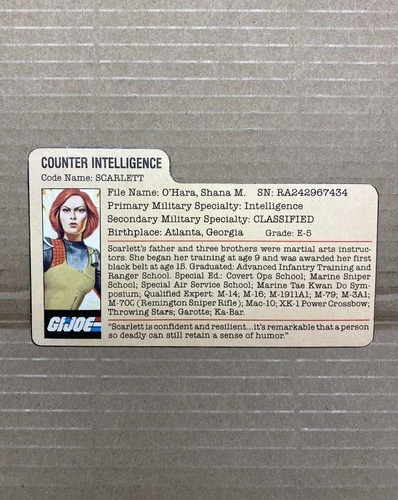 COUNTER INTELLIGENCE
Code Name: SCARLETT
File Name: O'Hara, Shana M. SN: RA242967434
Primary Military Specialty: Intelligence
Secondary Military Specialty: CLASSIFIED
Birthplace: Atlanta, Georgia Grade: E-5
Scarlett's father and three brothers were martial arts instruc-
tors. She began her training at age 9 and was awarded her first
black belt at age 15. Graduated: Advanced Infantry Training and
Ranger School. Special Ed.: Covert Ops School; Marine Sniper
School; Special Air Service School; Marine Tae Kwan Do Sym-
posium; Qualified Expert: M-14; M-16; M-1911A1; M-79; M-3A1;
M-70C (Remington Sniper Rifle); Mac-10; XK-1 Power Crossbow;
Throwing Stars; Garotte; Ka-Bar.
GI JOE
"Scarlett is confident and resilient...it's remarkable that a person
so deadly can still retain a sense of humor."